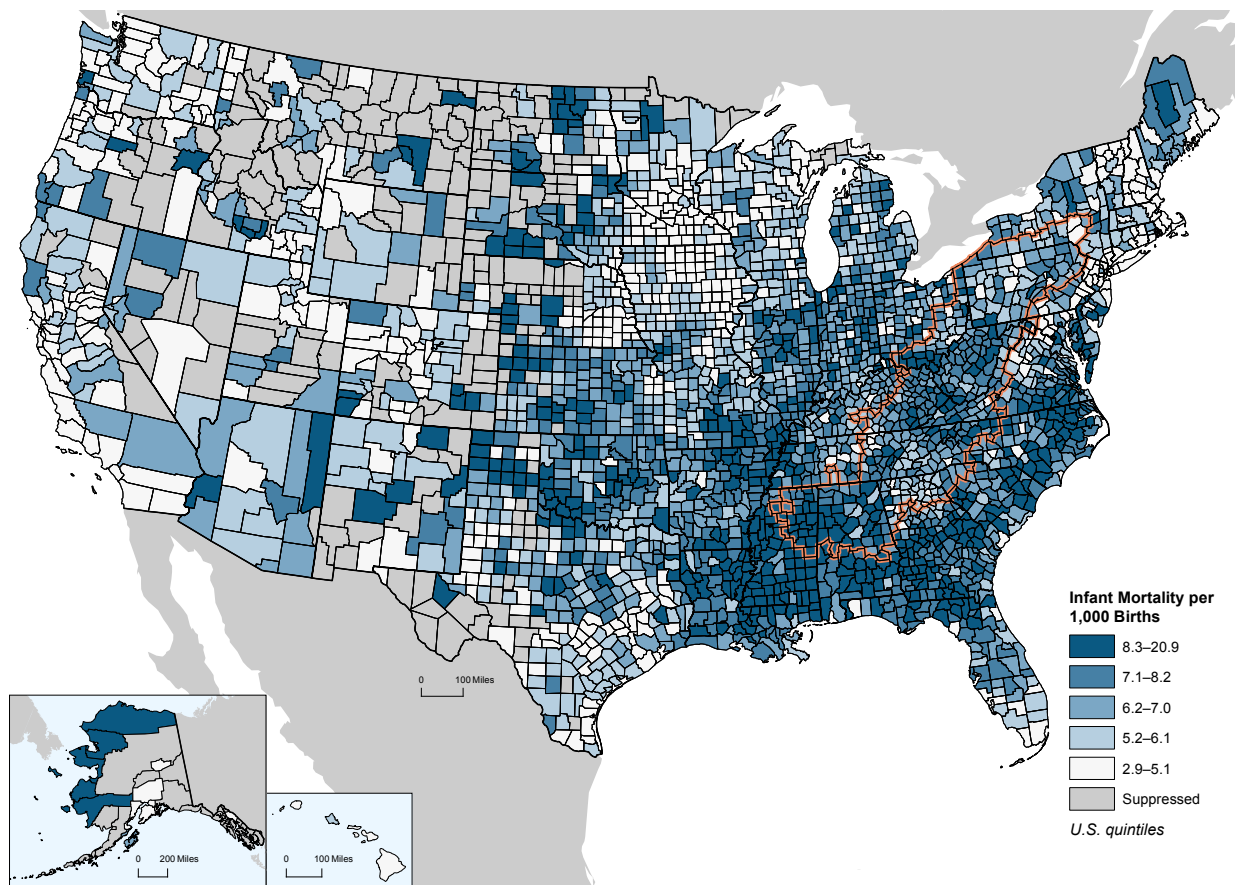 Infant Mortality per
1,000 Births
8.3–20.9
7.1–8.2
6.2–7.0
5.2–6.1
2.9–5.1
Suppressed
U.S. quintiles
0 100 Miles
0 200 Miles
0 100 Miles